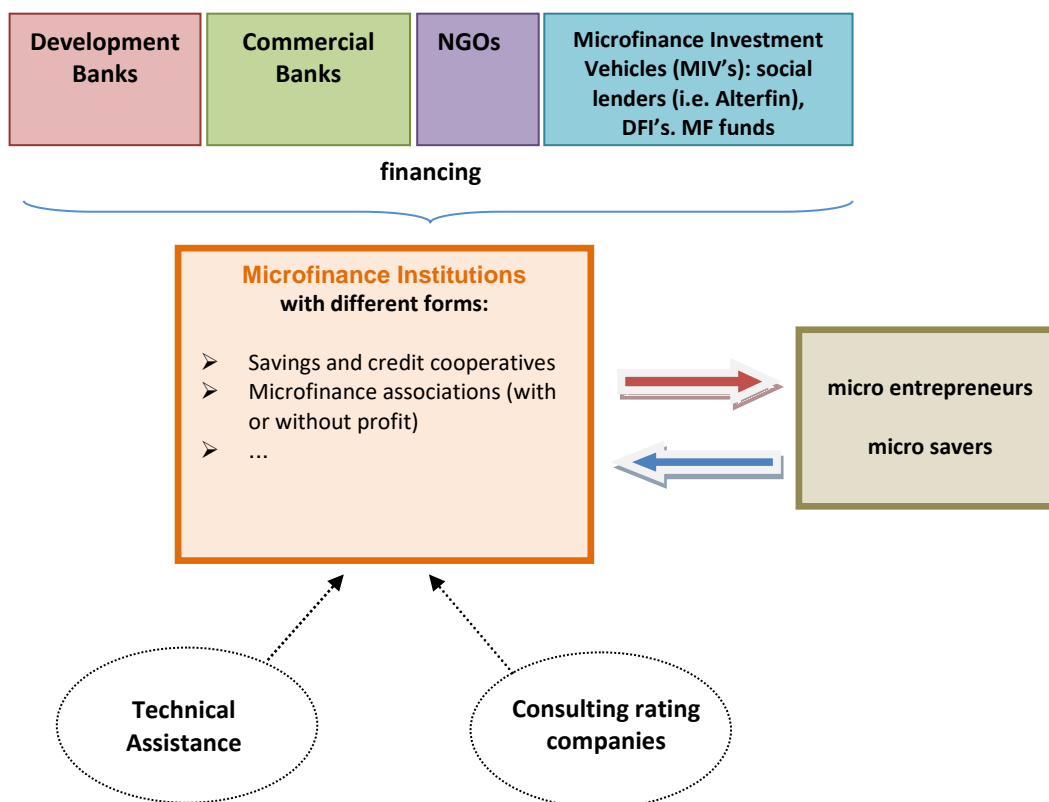 Development
Banks
Commercial
Banks
NGOs
Microfinance Investment
Vehicles (MIV’s): social
lenders (i.e. Alterfin),
DFI’s. MF funds
financing
Microfinance Institutions
with different forms:
➢ Savings and credit cooperatives
➢ Microfinance associations (with
or without profit)
➢ …
micro entrepreneurs
micro savers
Technical
Assistance
Consulting rating
companies